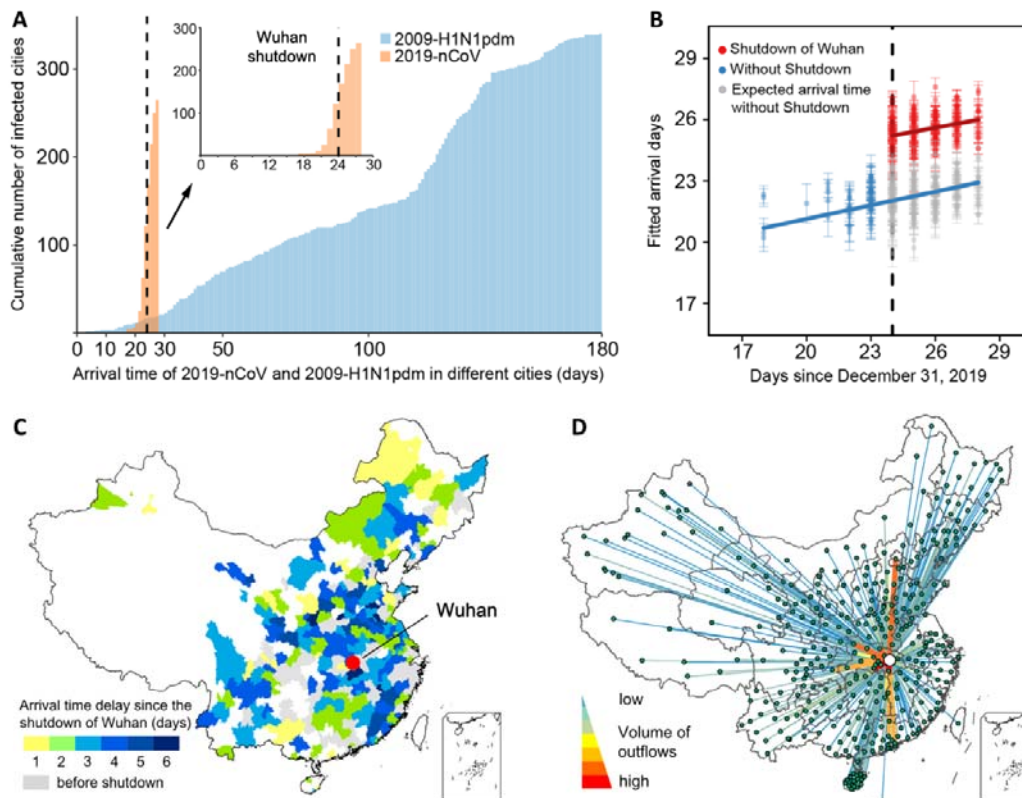 A
Cumulative number of infected cities
300
200
100
0
10
20
30
50
100
180
Arrival time of 2019-nCoV and 2009-H1N1pdm in different cities (days)
300
200
100
0
6
12
18
24
30
Wuhan
shutdown
2009-H1N1pdm
2019-nCoV
B
Fitted arrival days
29
26
23
20
17
Shutdown of Wuhan
Without Shutdown
Expected arrival time
without Shutdown
17
20
23
26
29
Days since December 31, 2019
C
Wuhan
Arrival time delay since the
shutdown of Wuhan (days)
1 2 3 4 5 6
before shutdown
D
low
Volume of
outflows
high